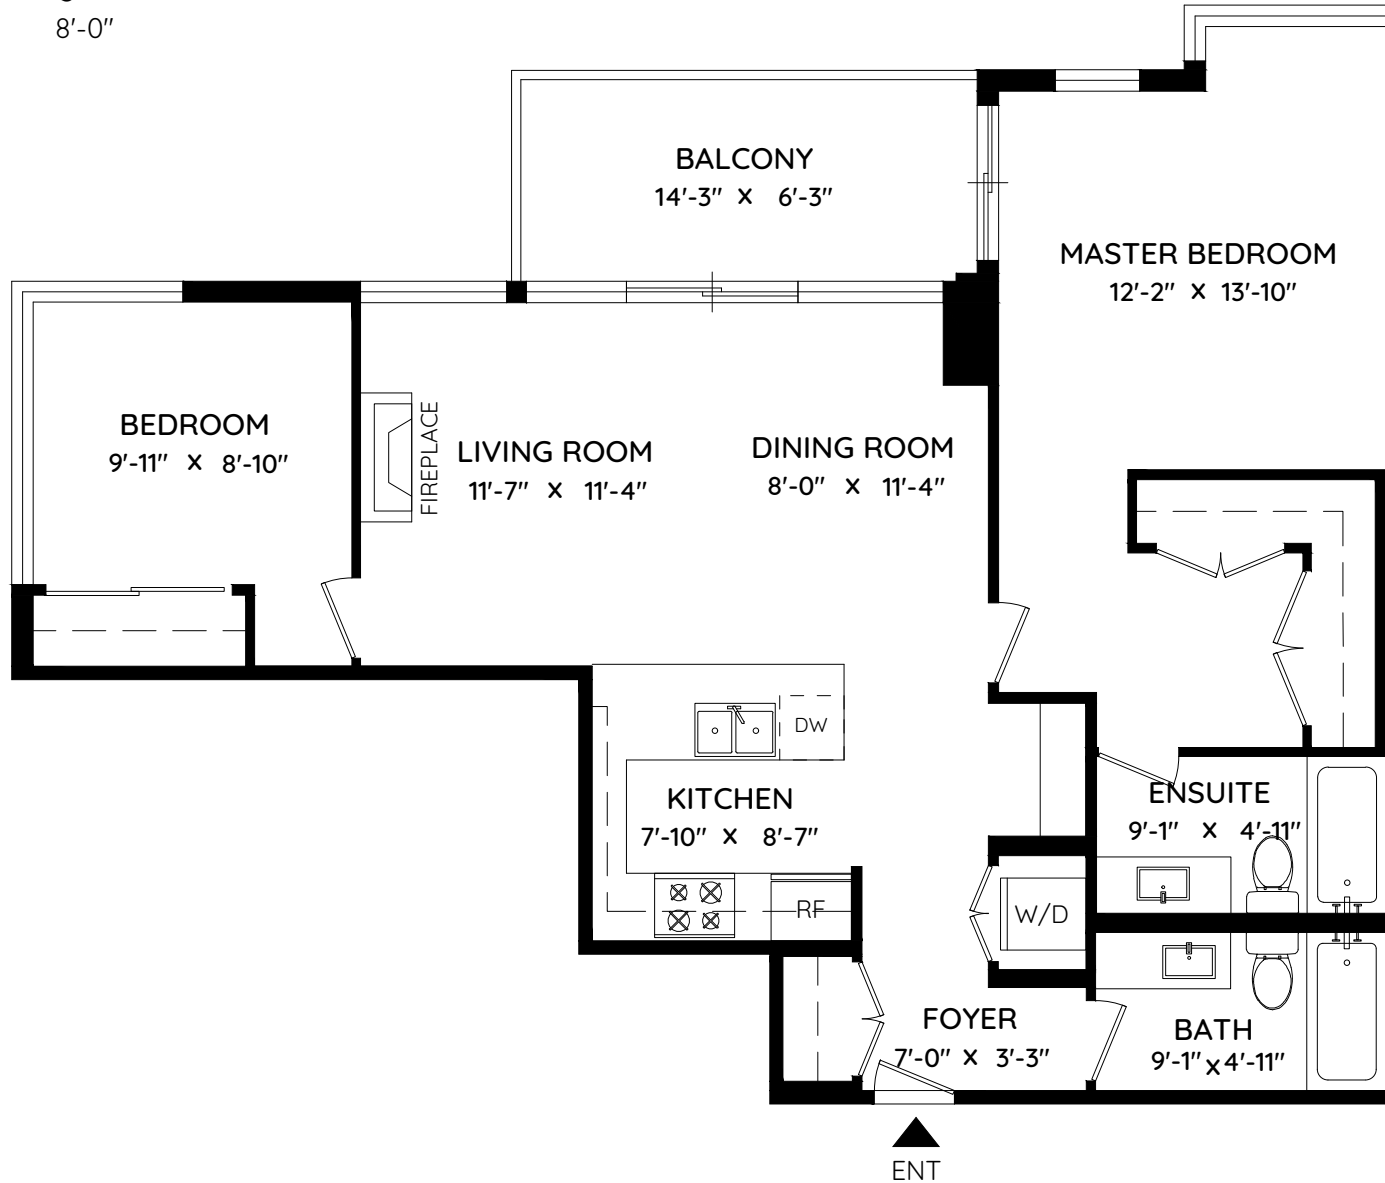 8'-0"
BALCONY
14'-3" X 6'-3"
MASTER BEDROOM
12'-2" X 13'-10"
BEDROOM
9'-11" X 8'-10"
FIREPLACE
LIVING ROOM
11'-7" X 11'-4"
DINING ROOM
8'-0" X 11'-4"
DW
KITCHEN
7'-10" X 8'-7"
RF
W/D
ENSUITE
9'-1" X 4'-11"
FOYER
7'-0" X 3'-3"
BATH
9'-1" X 4'-11"
ENT